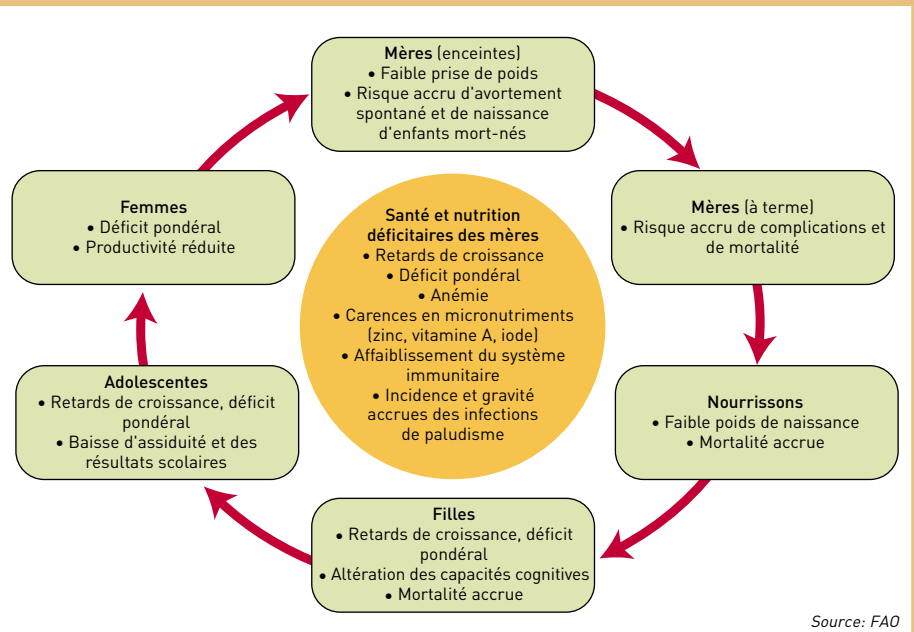 Mères (enceintes)
• Faible prise de poids
• Risque accru d'avortement
spontané et de naissance
d'enfants mort-nés
Mères (à terme)
• Risque accru de complications et
de mortalité
Nourrissons
• Faible poids de naissance
• Mortalité accrue
Filles
• Retards de croissance, déficit
pondéral
• Altération des capacités cognitives
• Mortalité accrue
Adolescentes
• Retards de croissance, déficit
pondéral
• Baisse d'assiduité et des
résultats scolaires
Femmes
• Déficit pondéral
• Productivité réduite
Santé et nutrition
déficitaires des mères
• Retards de croissance
• Déficit pondéral
• Anémie
• Carences en micronutriments
(zinc, vitamine A, iode)
• Affaiblissement du système
immunitaire
• Incidence et gravité
accrues des infections
de paludisme
Source: FAO